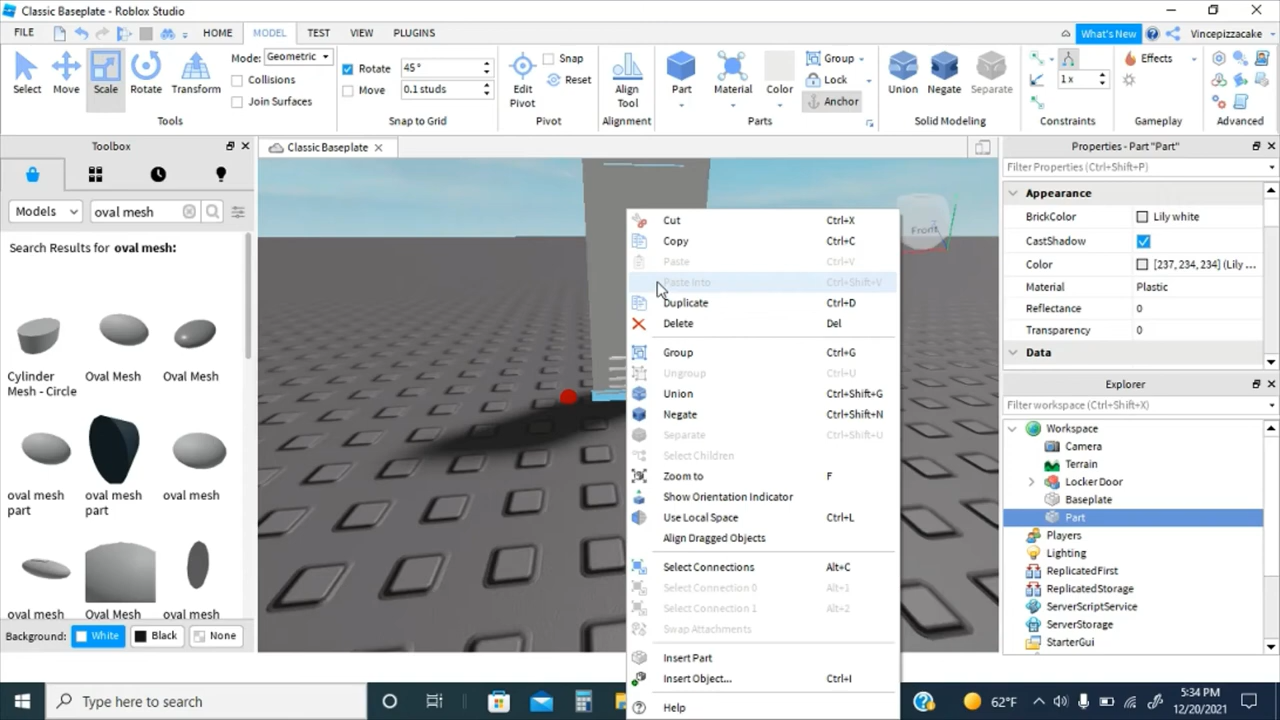 Classic Baseplate - Roblox Studio
FILE HOME MODEL TEST VIEW PLUGINS What's New Vincepizzacake
Select Move Scale Rotate Transform
Mode: Geometric
Collisions
Join Surfaces
Tools
Rotate 45°
Move 0.1 studs
Snap to Grid
Edit Pivot
Snap
Reset
Pivot
Align Tool
Alignment
Part Material Color
Group
Lock
Anchor
Parts
Union Negate Separate
Solid Modeling
1 x
Constraints
Effects
Gameplay
Advanced
Toolbox
Models oval mesh
Search Results for oval mesh:
Cylinder Mesh - Circle
Oval Mesh
Oval Mesh
oval mesh
oval mesh part
oval mesh part
oval mesh
oval mesh
Oval Mesh
oval mesh
Background: White Black None
Classic Baseplate
Front
Cut Ctrl+X
Copy Ctrl+C
Paste Ctrl+V
Paste Into Ctrl+Shift+V
Duplicate Ctrl+D
Delete Del
Group Ctrl+G
Ungroup Ctrl+U
Union Ctrl+Shift+G
Negate Ctrl+Shift+N
Separate Ctrl+Shift+U
Select Children
Zoom to F
Show Orientation Indicator
Use Local Space Ctrl+L
Align Dragged Objects
Select Connections Alt+C
Select Connection 0 Alt+1
Select Connection 1 Alt+2
Swap Attachments
Insert Part
Insert Object... Ctrl+I
Help
Properties - Part "Part"
Filter Properties (Ctrl+Shift+P)
Appearance
BrickColor Lily white
CastShadow
Color [237, 234, 234] (Lily ...
Material Plastic
Reflectance 0
Transparency 0
Data
Explorer
Filter workspace (Ctrl+Shift+X)
Workspace
Camera
Terrain
Locker Door
Baseplate
Part
Players
Lighting
ReplicatedFirst
ReplicatedStorage
ServerScriptService
ServerStorage
StarterGui
Type here to search
62°F
5:34 PM
12/20/2021